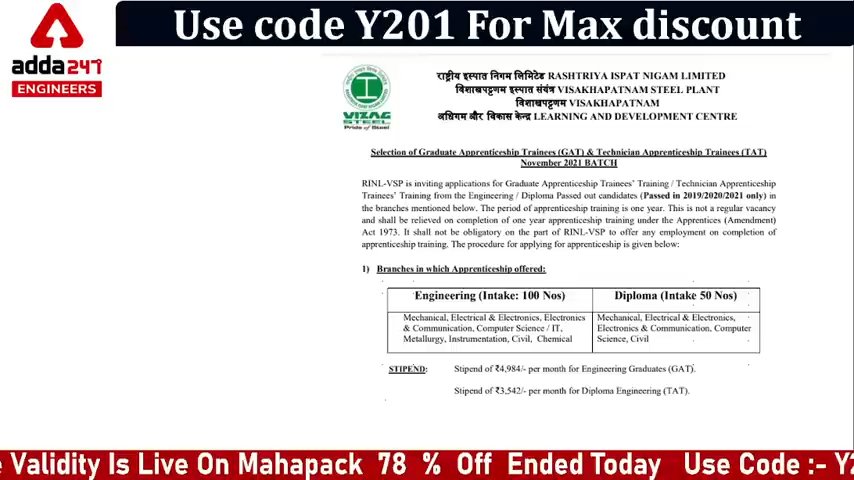 Use code Y201 For Max discount
adda247
ENGINEERS
राष्ट्रीय इस्पात निगम लिमिटेड RASHTRIYA ISPAT NIGAM LIMITED
विशाखपट्टणम इस्पात संयंत्र VISAKHAPATNAM STEEL PLANT
विशाखपट्टणम VISAKHAPATNAM
अधिगम और विकास केन्द्र LEARNING AND DEVELOPMENT CENTRE
VIZAG
STEEL
Pride of Steel
Selection of Graduate Apprenticeship Trainees (GAT) & Technician Apprenticeship Trainees (TAT)
November 2021 BATCH
RINL-VSP is inviting applications for Graduate Apprenticeship Trainees' Training / Technician Apprenticeship
Trainees' Training from the Engineering / Diploma Passed out candidates (Passed in 2019/2020/2021 only) in
the branches mentioned below. The period of apprenticeship training is one year. This is not a regular vacancy
and shall be relieved on completion of one year apprenticeship training under the Apprentices (Amendment)
Act 1973. It shall not be obligatory on the part of RINL-VSP to offer any employment on completion of
apprenticeship training. The procedure for applying for apprenticeship is given below:
1) Branches in which Apprenticeship offered:
Engineering (Intake: 100 Nos) Diploma (Intake 50 Nos)
Mechanical, Electrical & Electronics, Electronics
& Communication, Computer Science / IT,
Metallurgy, Instrumentation, Civil, Chemical
Mechanical, Electrical & Electronics,
Electronics & Communication, Computer
Science, Civil
STIPEND: Stipend of ₹4,984/- per month for Engineering Graduates (GAT).
Stipend of ₹3,542/- per month for Diploma Engineering (TAT).
e Validity Is Live On Mahapack 78 % Off Ended Today Use Code :- Y2